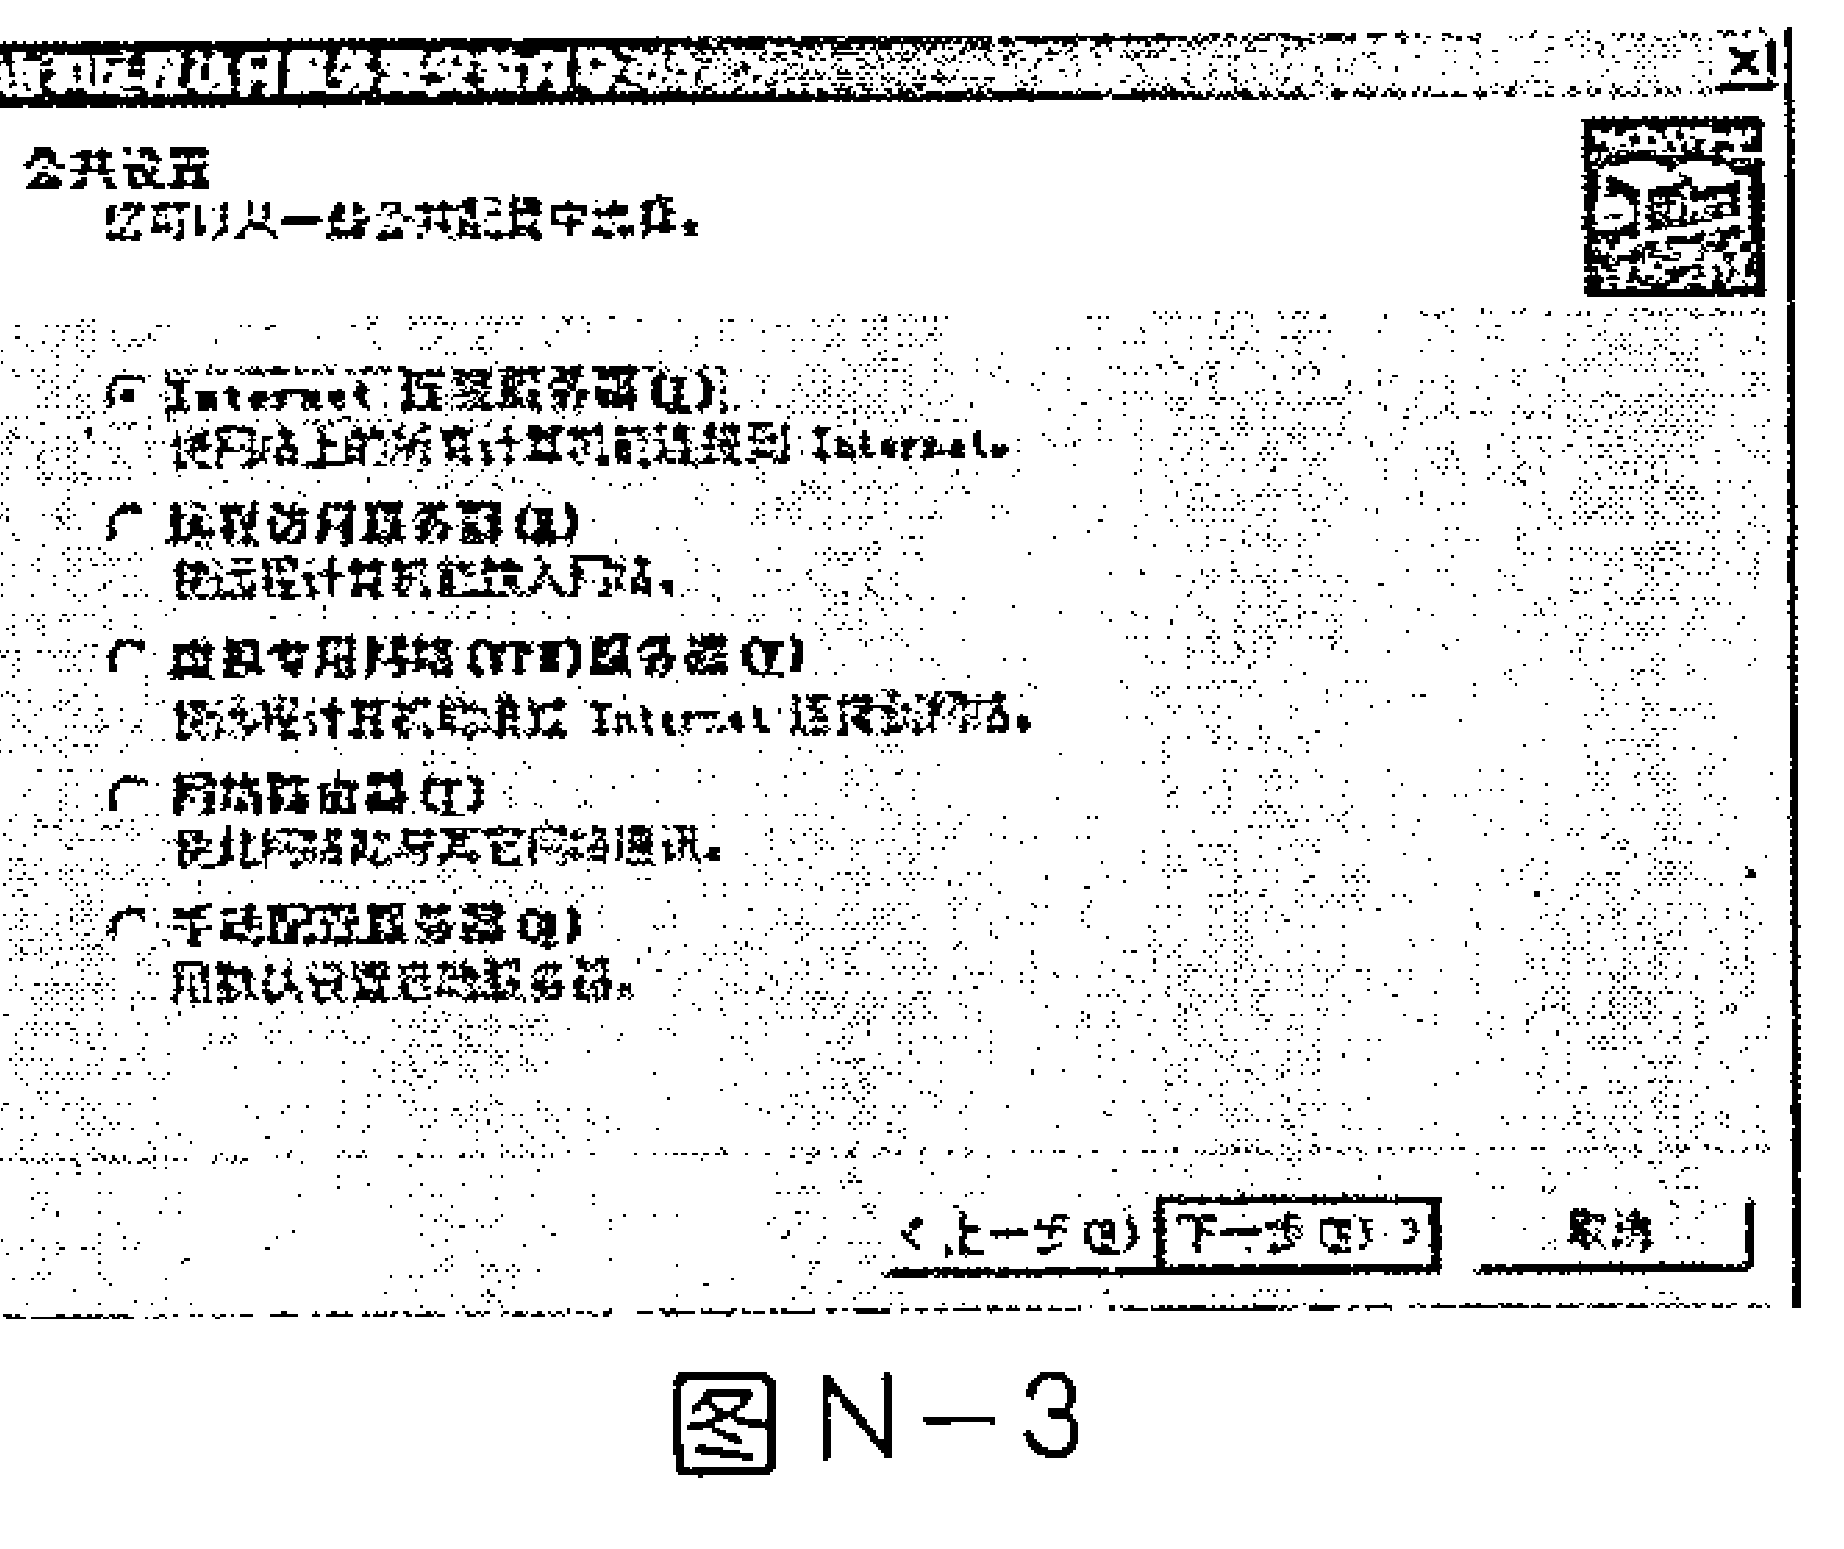 公共设置
您可以从一些公共配置中选择。
Internet 连接服务器(I)
使网络上的所有计算机能连接到 Internet。
远程访问服务器(R)
使远程计算机能接入网络。
虚拟专用网络(VPN)服务器(V)
使远程计算机能通过 Internet 连接到网络。
网络路由器(T)
使此网络能与其它网络通讯。
手动配置服务器(M)
用默认设置启动服务器。
< 上一步(B) 下一步(N) > 取消
图 N-3